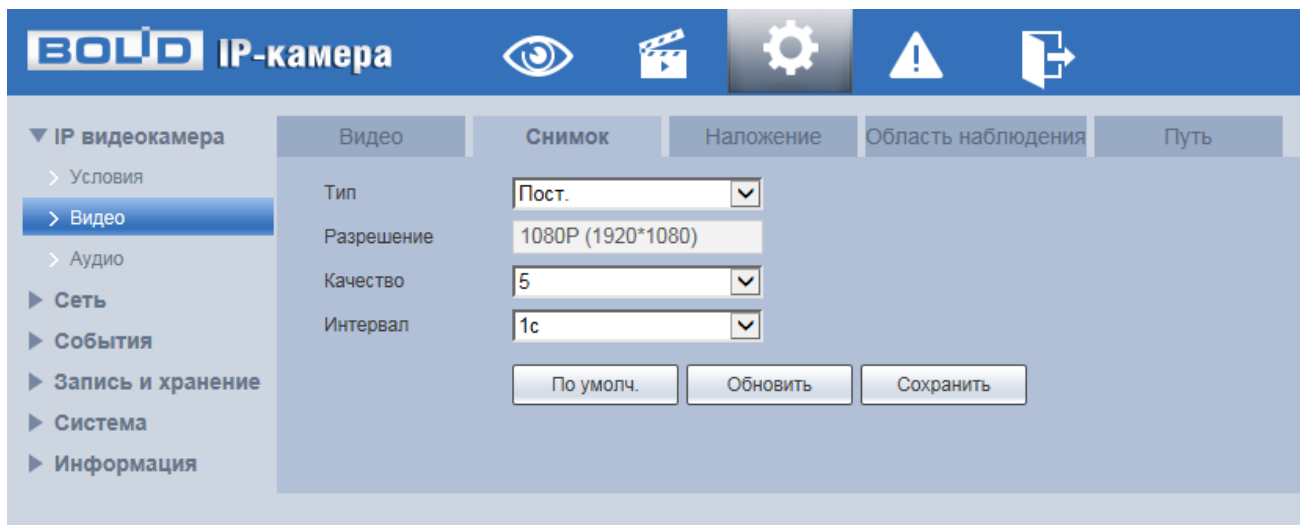 BOLID IP-камера
IP видеокамера
Условия
Видео
Аудио
Сеть
События
Запись и хранение
Система
Информация
Видео Снимок Наложение Область наблюдения Путь
Тип Пост.
Разрешение 1080P (1920*1080)
Качество 5
Интервал 1с
По умолч. Обновить Сохранить